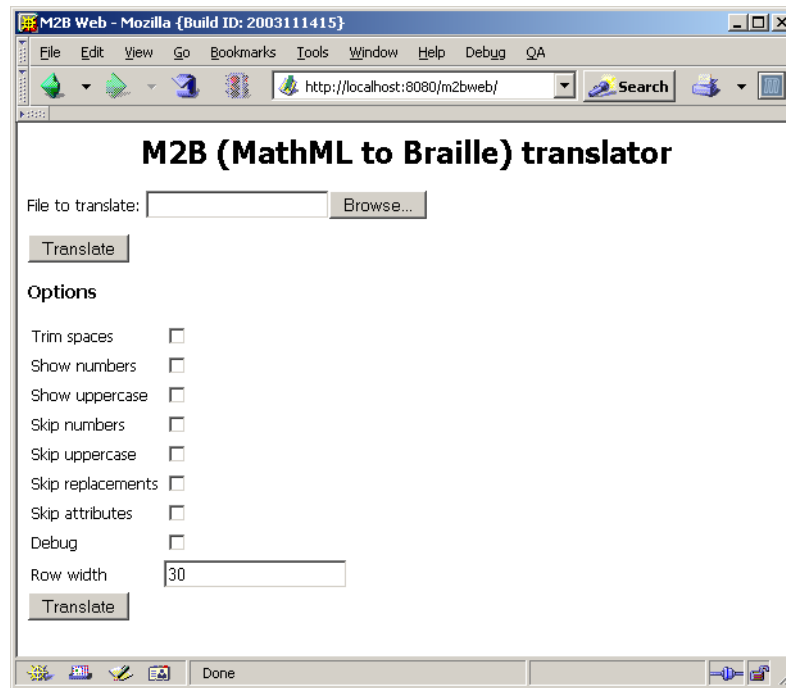 M2B Web - Mozilla {Build ID: 2003111415}
File Edit View Go Bookmarks Tools Window Help Debug QA
http://localhost:8080/m2bweb/ Search
M2B (MathML to Braille) translator
File to translate: Browse...
Translate
Options
Trim spaces
Show numbers
Show uppercase
Skip numbers
Skip uppercase
Skip replacements
Skip attributes
Debug
Row width 30
Translate
Done